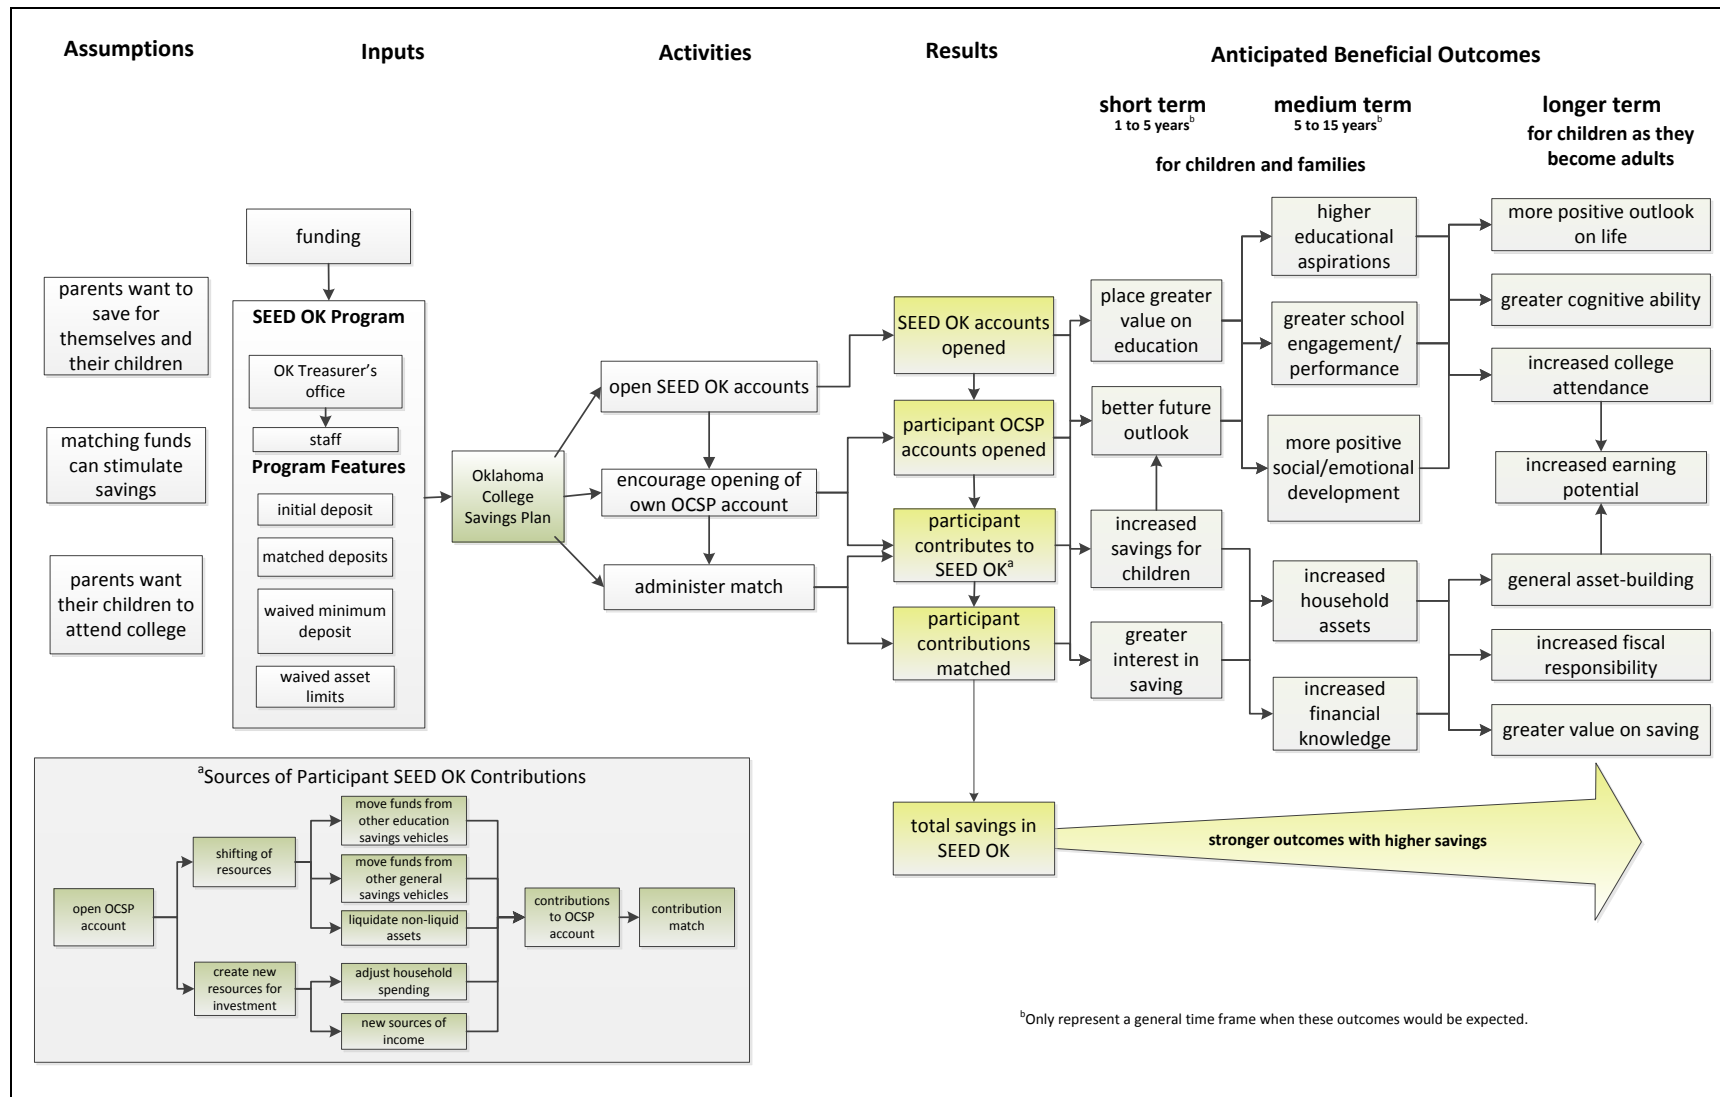 Assumptions
Inputs
Activities
Results
Anticipated Beneficial Outcomes
short term
1 to 5 years^b
medium term
5 to 15 years^b
for children and families
longer term
for children as they
become adults
parents want to
save for
themselves and
their children
matching funds
can stimulate
savings
parents want
their children to
attend college
funding
SEED OK Program
OK Treasurer's
office
staff
Program Features
initial deposit
matched deposits
waived minimum
deposit
waived asset
limits
Oklahoma
College
Savings Plan
open SEED OK accounts
encourage opening of
own OCSP account
administer match
SEED OK accounts
opened
participant OCSP
accounts opened
participant
contributes to
SEED OK^a
participant
contributions
matched
total savings in
SEED OK
place greater
value on
education
better future
outlook
increased
savings for
children
greater
interest in
saving
higher
educational
aspirations
greater school
engagement/
performance
more positive
social/emotional
development
increased
household
assets
increased
financial
knowledge
more positive outlook
on life
greater cognitive ability
increased college
attendance
increased earning
potential
general asset-building
increased fiscal
responsibility
greater value on saving
stronger outcomes with higher savings
^aSources of Participant SEED OK Contributions
open OCSP
account
shifting of
resources
create new
resources for
investment
move funds from
other education
savings vehicles
move funds from
other general
savings vehicles
liquidate non-liquid
assets
adjust household
spending
new sources of
income
contributions
to OCSP
account
contribution
match
^bOnly represent a general time frame when these outcomes would be expected.